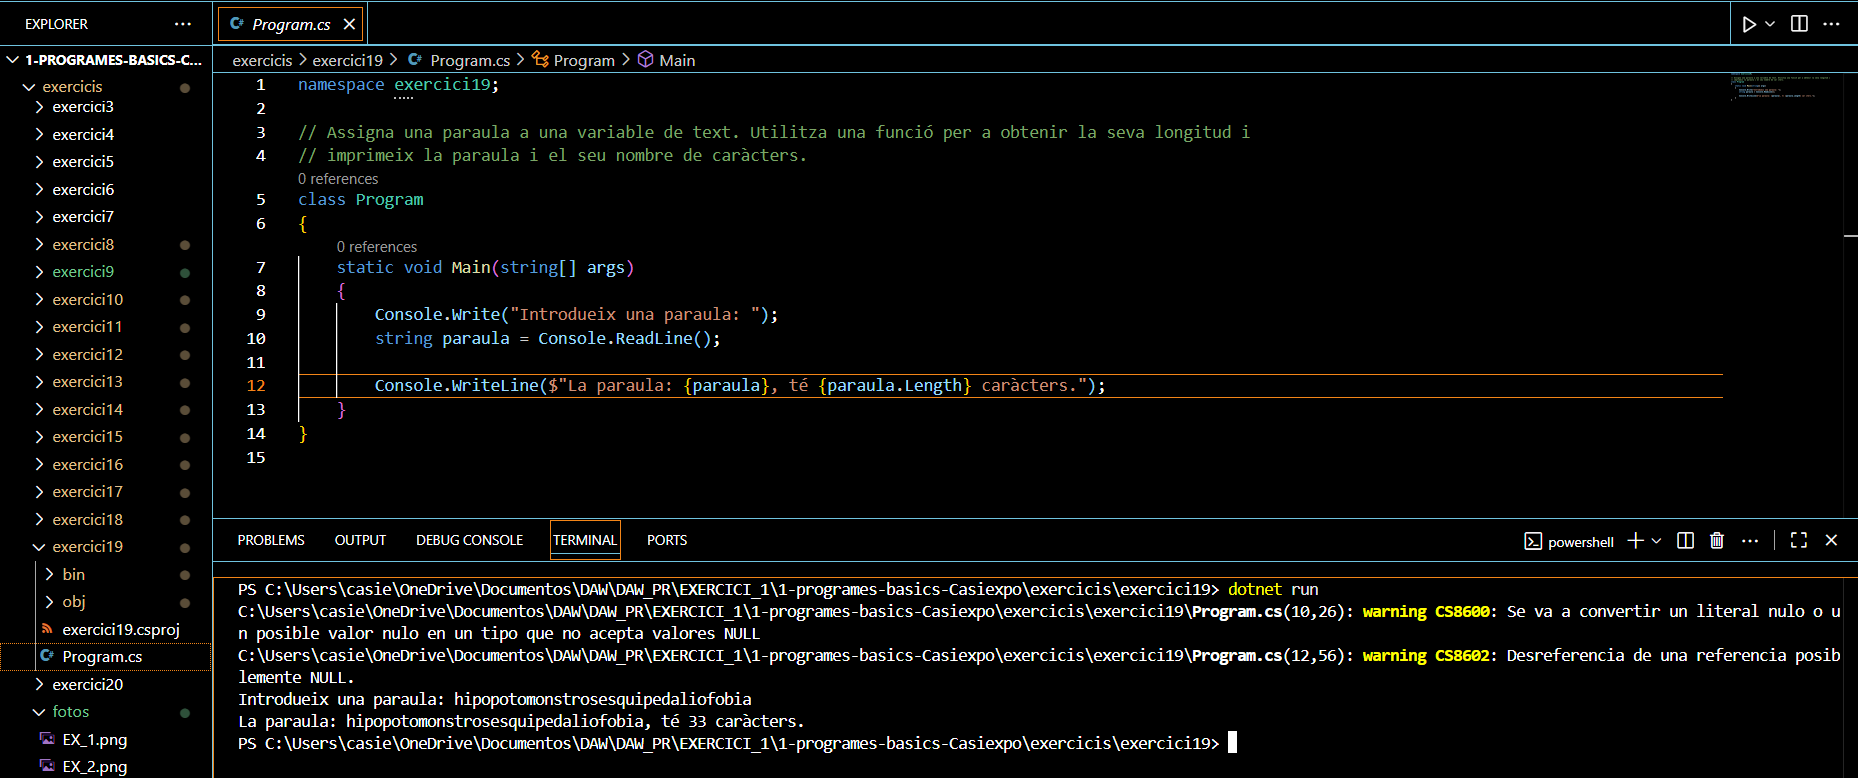 EXPLORER
1-PROGRAMES-BASICS-C...
exercicis
exercici3
exercici4
exercici5
exercici6
exercici7
exercici8
exercici9
exercici10
exercici11
exercici12
exercici13
exercici14
exercici15
exercici16
exercici17
exercici18
exercici19
bin
obj
exercici19.csproj
C# Program.cs
exercici20
fotos
EX_1.png
EX_2.png
C# Program.cs
exercicis > exercici19 > C# Program.cs > Program > Main
1 namespace exercici19;
2
3 // Assigna una paraula a una variable de text. Utilitza una funció per a obtenir la seva longitud i
4 // imprimeix la paraula i el seu nombre de caràcters.
0 references
5 class Program
6 {
0 references
7 static void Main(string[] args)
8 {
9 Console.Write("Introdueix una paraula: ");
10 string paraula = Console.ReadLine();
11
12 Console.WriteLine($"La paraula: {paraula}, té {paraula.Length} caràcters.");
13 }
14 }
15
PROBLEMS OUTPUT DEBUG CONSOLE TERMINAL PORTS powershell
PS C:\Users\casie\OneDrive\Documentos\DAW\DAW_PR\EXERCICI_1\1-programes-basics-Casiexpo\exercicis\exercici19> dotnet run
C:\Users\casie\OneDrive\Documentos\DAW\DAW_PR\EXERCICI_1\1-programes-basics-Casiexpo\exercicis\exercici19\Program.cs(10,26): warning CS8600: Se va a convertir un literal nulo o u
n posible valor nulo en un tipo que no acepta valores NULL
C:\Users\casie\OneDrive\Documentos\DAW\DAW_PR\EXERCICI_1\1-programes-basics-Casiexpo\exercicis\exercici19\Program.cs(12,56): warning CS8602: Desreferencia de una referencia posib
lemente NULL.
Introdueix una paraula: hipopotomonstrosesquipedaliofobia
La paraula: hipopotomonstrosesquipedaliofobia, té 33 caràcters.
PS C:\Users\casie\OneDrive\Documentos\DAW\DAW_PR\EXERCICI_1\1-programes-basics-Casiexpo\exercicis\exercici19>